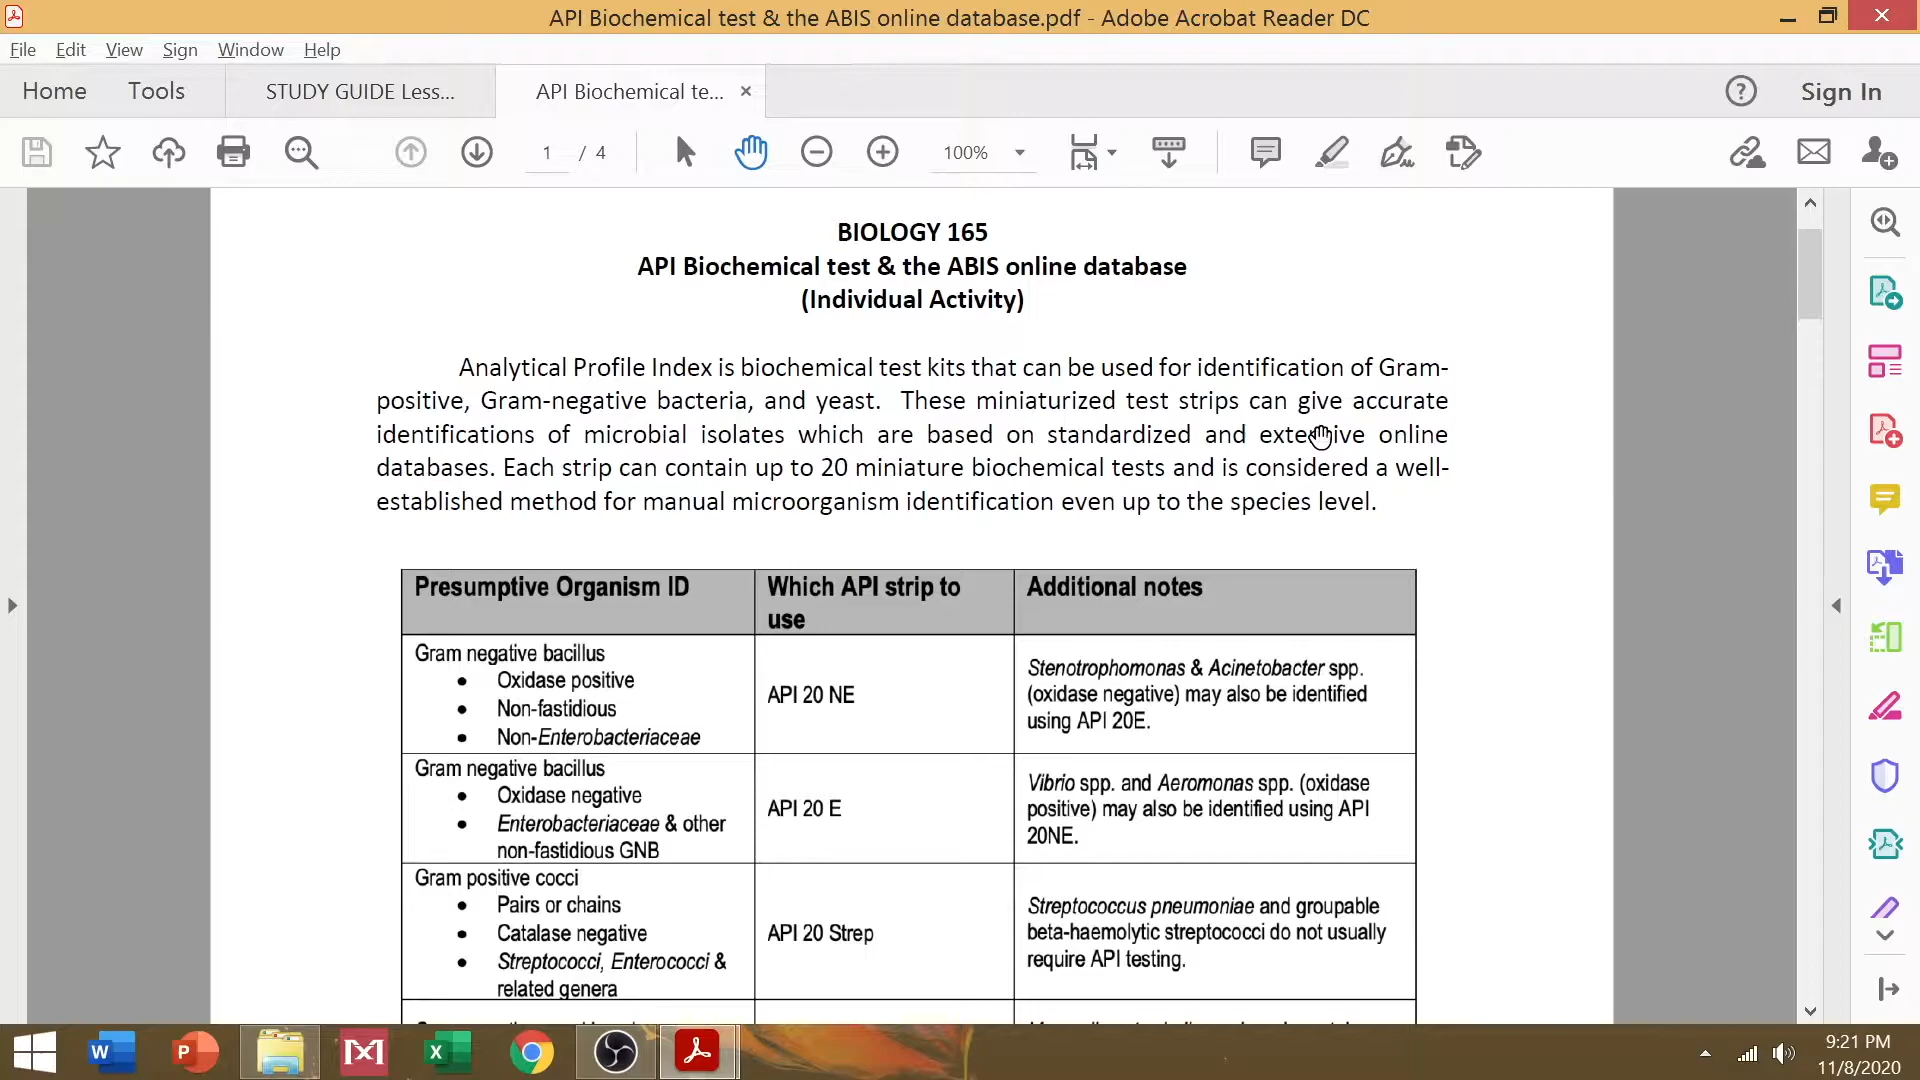 API Biochemical test & the ABIS online database.pdf - Adobe Acrobat Reader DC
File Edit View Sign Window Help
Home Tools STUDY GUIDE Less... API Biochemical te... × Sign In
1 / 4 100%
BIOLOGY 165
API Biochemical test & the ABIS online database
(Individual Activity)
Analytical Profile Index is biochemical test kits that can be used for identification of Gram-
positive, Gram-negative bacteria, and yeast. These miniaturized test strips can give accurate
identifications of microbial isolates which are based on standardized and extensive online
databases. Each strip can contain up to 20 miniature biochemical tests and is considered a well-
established method for manual microorganism identification even up to the species level.
Presumptive Organism ID
Which API strip to
use
Additional notes
Gram negative bacillus
• Oxidase positive
• Non-fastidious
• Non-Enterobacteriaceae
API 20 NE
Stenotrophomonas & Acinetobacter spp.
(oxidase negative) may also be identified
using API 20E.
Gram negative bacillus
• Oxidase negative
• Enterobacteriaceae & other
non-fastidious GNB
API 20 E
Vibrio spp. and Aeromonas spp. (oxidase
positive) may also be identified using API
20NE.
Gram positive cocci
• Pairs or chains
• Catalase negative
• Streptococci, Enterococci &
related genera
API 20 Strep
Streptococcus pneumoniae and groupable
beta-haemolytic streptococci do not usually
require API testing.
9:21 PM
11/8/2020